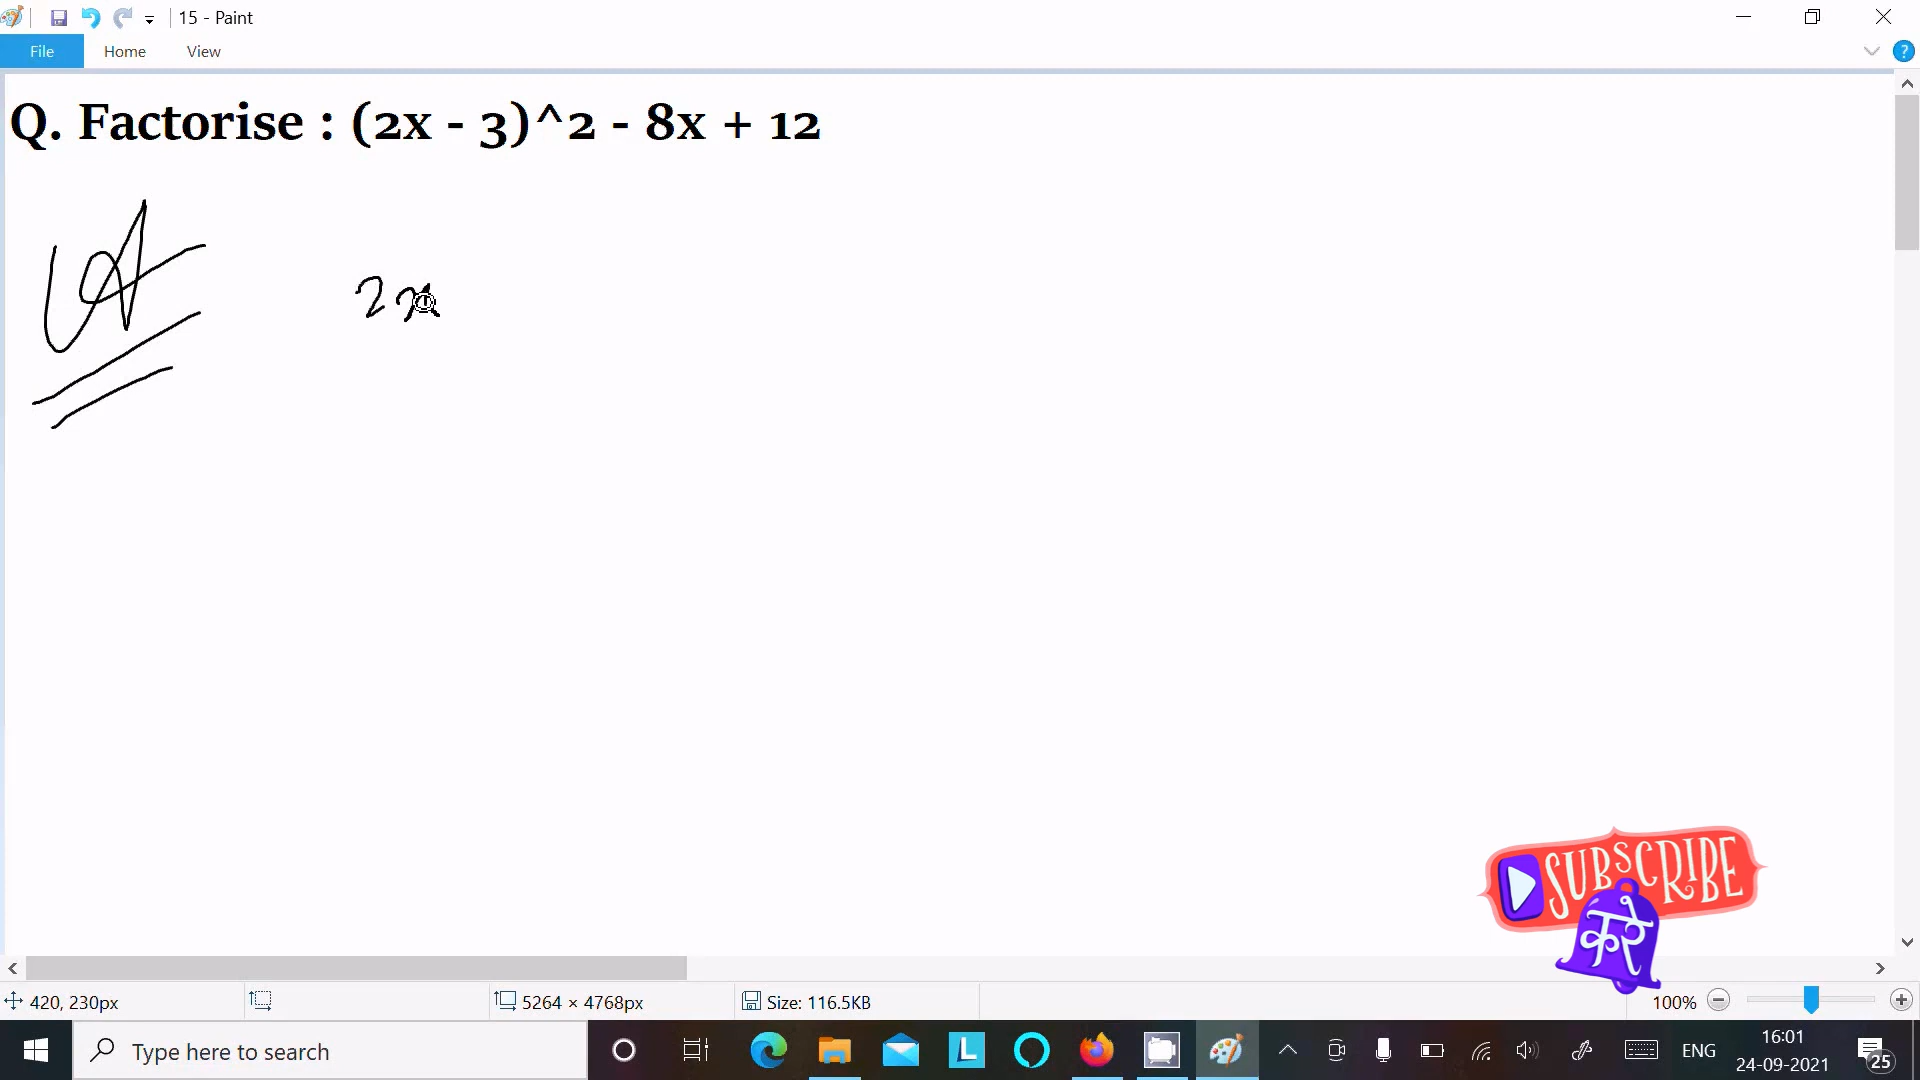 15 - Paint
File Home View
Q. Factorise : (2x - 3)^2 - 8x + 12
2x
SUBSCRIBE
करे
420, 230px
5264 × 4768px
Size: 116.5KB
100%
Type here to search
L
ENG
16:01
24-09-2021
25